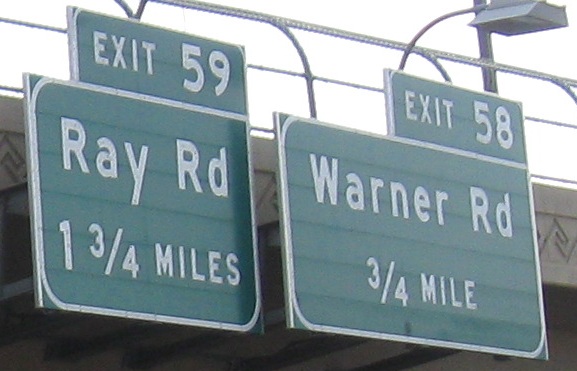 EXIT 59
Ray Rd
1 3/4 MILES
EXIT 58
Warner Rd
3/4 MILE